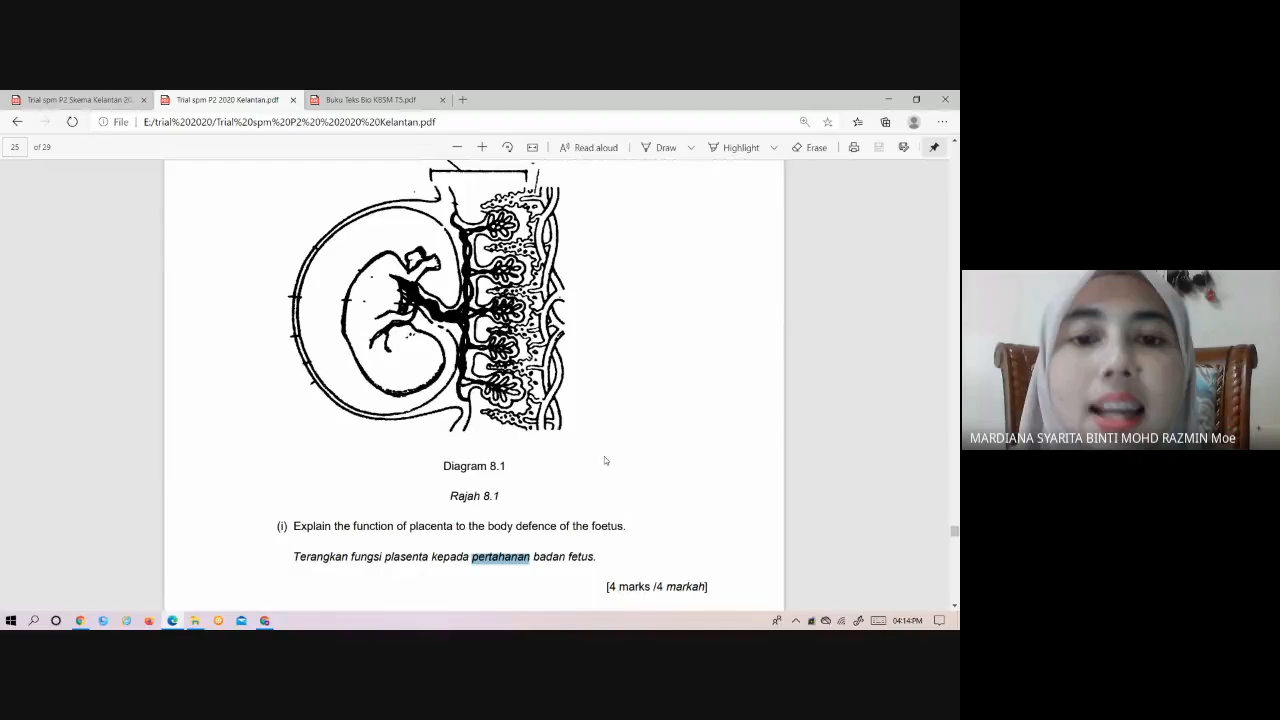 Trial spm P2 Skema Kelantan 20.
Trial spm P2 2020 Kelantan.pdf
Buku Teks Bio KBSM T5.pdf
File
E:/trial%202020/Trial%20spm%20P2%20%202020%20Kelantan.pdf
25
of 29
Read aloud
Draw
Highlight
Erase
Diagram 8.1
Rajah 8.1
(i) Explain the function of placenta to the body defence of the foetus.
Terangkan fungsi plasenta kepada pertahanan badan fetus.
[4 marks /4 markah]
MARDIANA SYARITA BINTI MOHD RAZMIN Moe
04:14PM